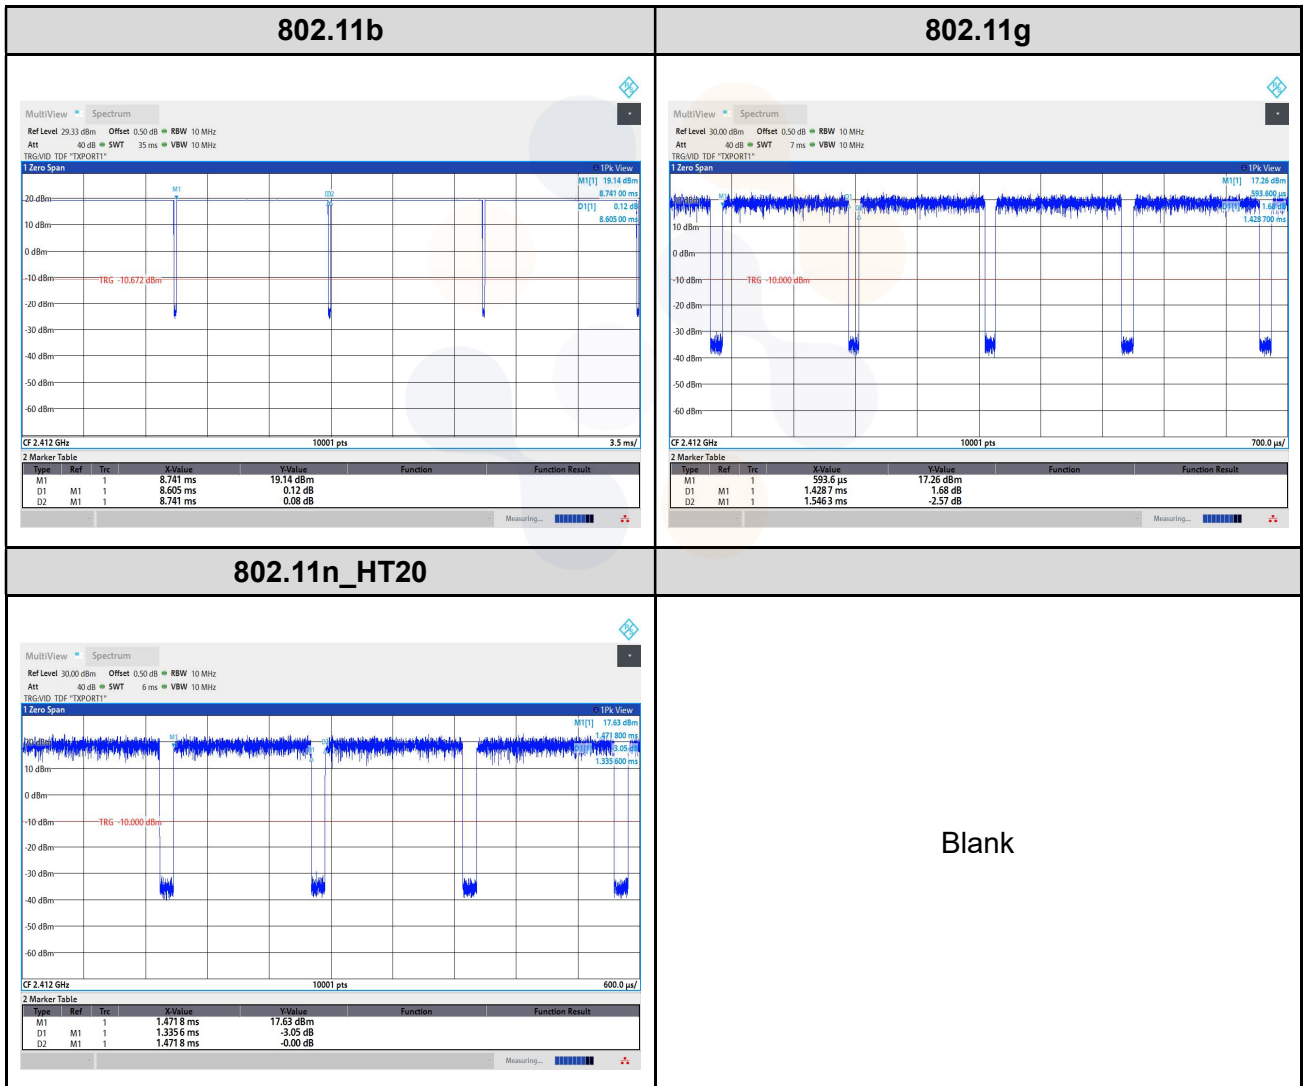 802.11b
802.11g
MultiView Spectrum
Ref Level 29.33 dBm Offset 0.50 dB RBW 10 MHz
Att 40 dB SWT 35 ms VBW 10 MHz
TRG:VID TDF "TXPORT1"
1 Zero Span 1Pk View
M1[1] 19.14 dBm
8.741 00 ms
D1[1] 0.12 dB
8.605 00 ms
M1
D2
20 dBm
10 dBm
0 dBm
-10 dBm
TRG -10.672 dBm
-20 dBm
-30 dBm
-40 dBm
-50 dBm
-60 dBm
CF 2.412 GHz 10001 pts 3.5 ms/
2 Marker Table
Type Ref Trc X-Value Y-Value Function Function Result
M1 1 8.741 ms 19.14 dBm
D1 M1 1 8.605 ms 0.12 dB
D2 M1 1 8.741 ms 0.08 dB
Measuring...
MultiView Spectrum
Ref Level 30.00 dBm Offset 0.50 dB RBW 10 MHz
Att 40 dB SWT 7 ms VBW 10 MHz
TRG:VID TDF "TXPORT1"
1 Zero Span 1Pk View
M1[1] 17.26 dBm
593.600 µs
D1[1] 1.68 dB
1.428 700 ms
M1
D1
10 dBm
0 dBm
-10 dBm
TRG -10.000 dBm
-20 dBm
-30 dBm
-40 dBm
-50 dBm
-60 dBm
CF 2.412 GHz 10001 pts 700.0 µs/
2 Marker Table
Type Ref Trc X-Value Y-Value Function Function Result
M1 1 593.6 µs 17.26 dBm
D1 M1 1 1.428 7 ms 1.68 dB
D2 M1 1 1.546 3 ms -2.57 dB
Measuring...
802.11n_HT20
MultiView Spectrum
Ref Level 30.00 dBm Offset 0.50 dB RBW 10 MHz
Att 40 dB SWT 6 ms VBW 10 MHz
TRG:VID TDF "TXPORT1"
1 Zero Span 1Pk View
M1[1] 17.63 dBm
1.471 800 ms
D1[1] -3.05 dB
1.335 600 ms
M1
10 dBm
0 dBm
-10 dBm
TRG -10.000 dBm
-20 dBm
-30 dBm
-40 dBm
-50 dBm
-60 dBm
CF 2.412 GHz 10001 pts 600.0 µs/
2 Marker Table
Type Ref Trc X-Value Y-Value Function Function Result
M1 1 1.471 8 ms 17.63 dBm
D1 M1 1 1.335 6 ms -3.05 dB
D2 M1 1 1.471 8 ms -0.00 dB
Measuring...
Blank